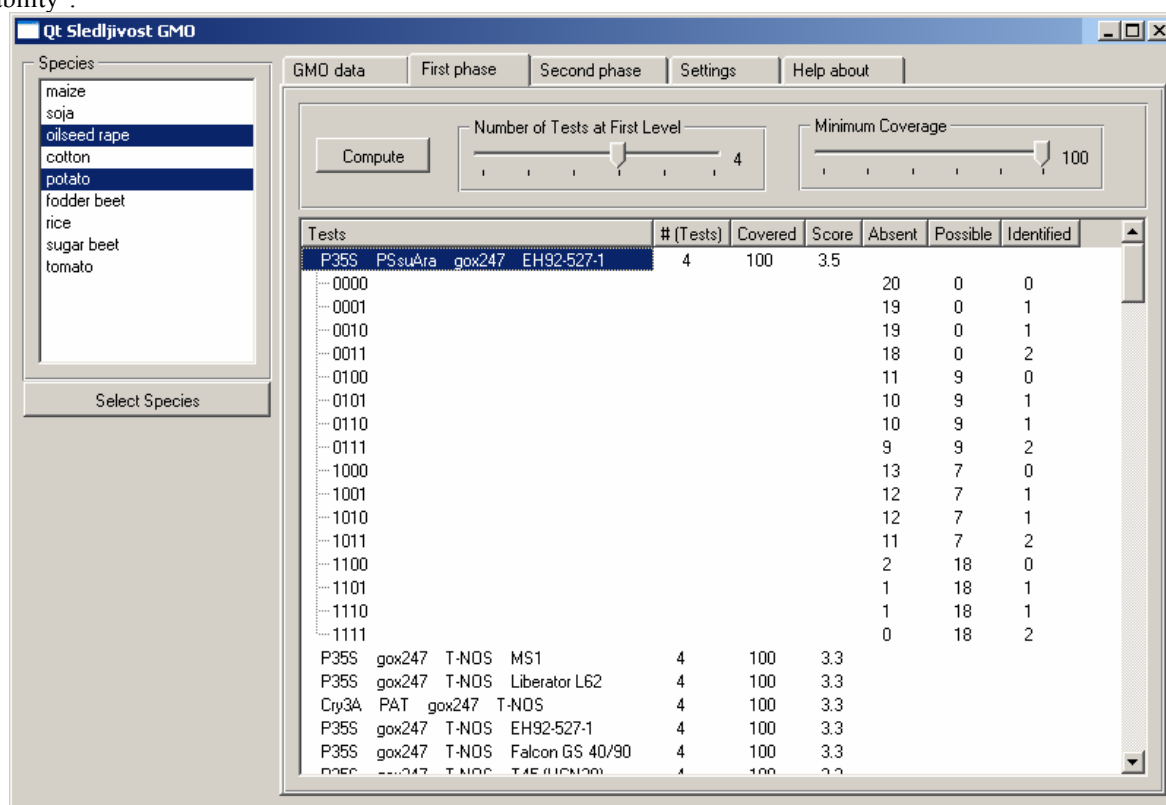 ability".
Qt Sledljivost GMO
Species
maize
soja
oilseed rape
cotton
potato
fodder beet
rice
sugar beet
tomato
Select Species
GMO data First phase Second phase Settings Help about
Compute
Number of Tests at First Level
4
Minimum Coverage
100
Tests # (Tests) Covered Score Absent Possible Identified
P35S PSsuAra gox247 EH92-527-1 4 100 3.5
0000 20 0 0
0001 19 0 1
0010 19 0 1
0011 18 0 2
0100 11 9 0
0101 10 9 1
0110 10 9 1
0111 9 9 2
1000 13 7 0
1001 12 7 1
1010 12 7 1
1011 11 7 2
1100 2 18 0
1101 1 18 1
1110 1 18 1
1111 0 18 2
P35S gox247 T-NOS MS1 4 100 3.3
P35S gox247 T-NOS Liberator L62 4 100 3.3
Cry3A PAT gox247 T-NOS 4 100 3.3
P35S gox247 T-NOS EH92-527-1 4 100 3.3
P35S gox247 T-NOS Falcon GS 40/90 4 100 3.3